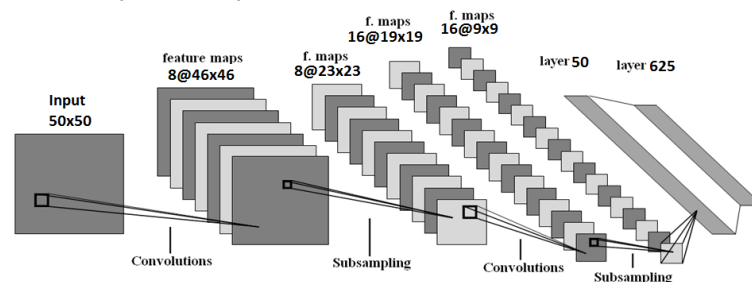 Input
50x50
feature maps
8@46x46
f. maps
8@23x23
f. maps
16@19x19
f. maps
16@9x9
layer 50
layer 625
Convolutions
Subsampling
Convolutions
Subsampling